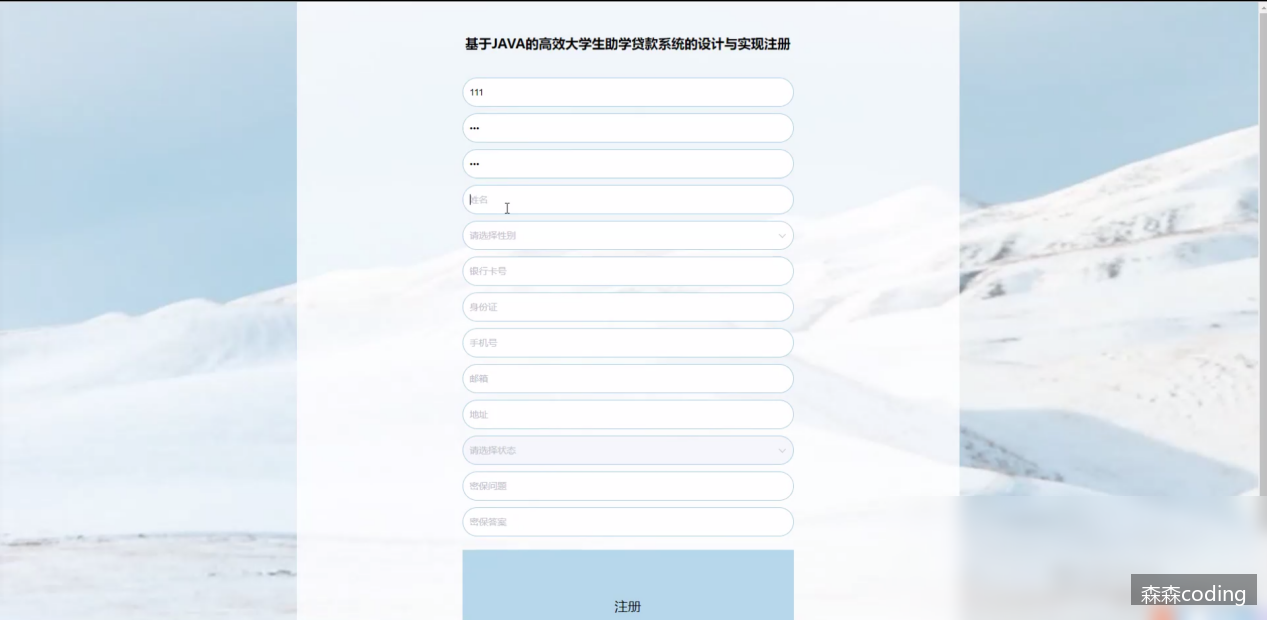 基于JAVA的高效大学生助学贷款系统的设计与实现注册
111
•••
•••
姓名
请选择性别
银行卡号
身份证
手机号
邮箱
地址
请选择状态
密保问题
密保答案
注册
森森coding